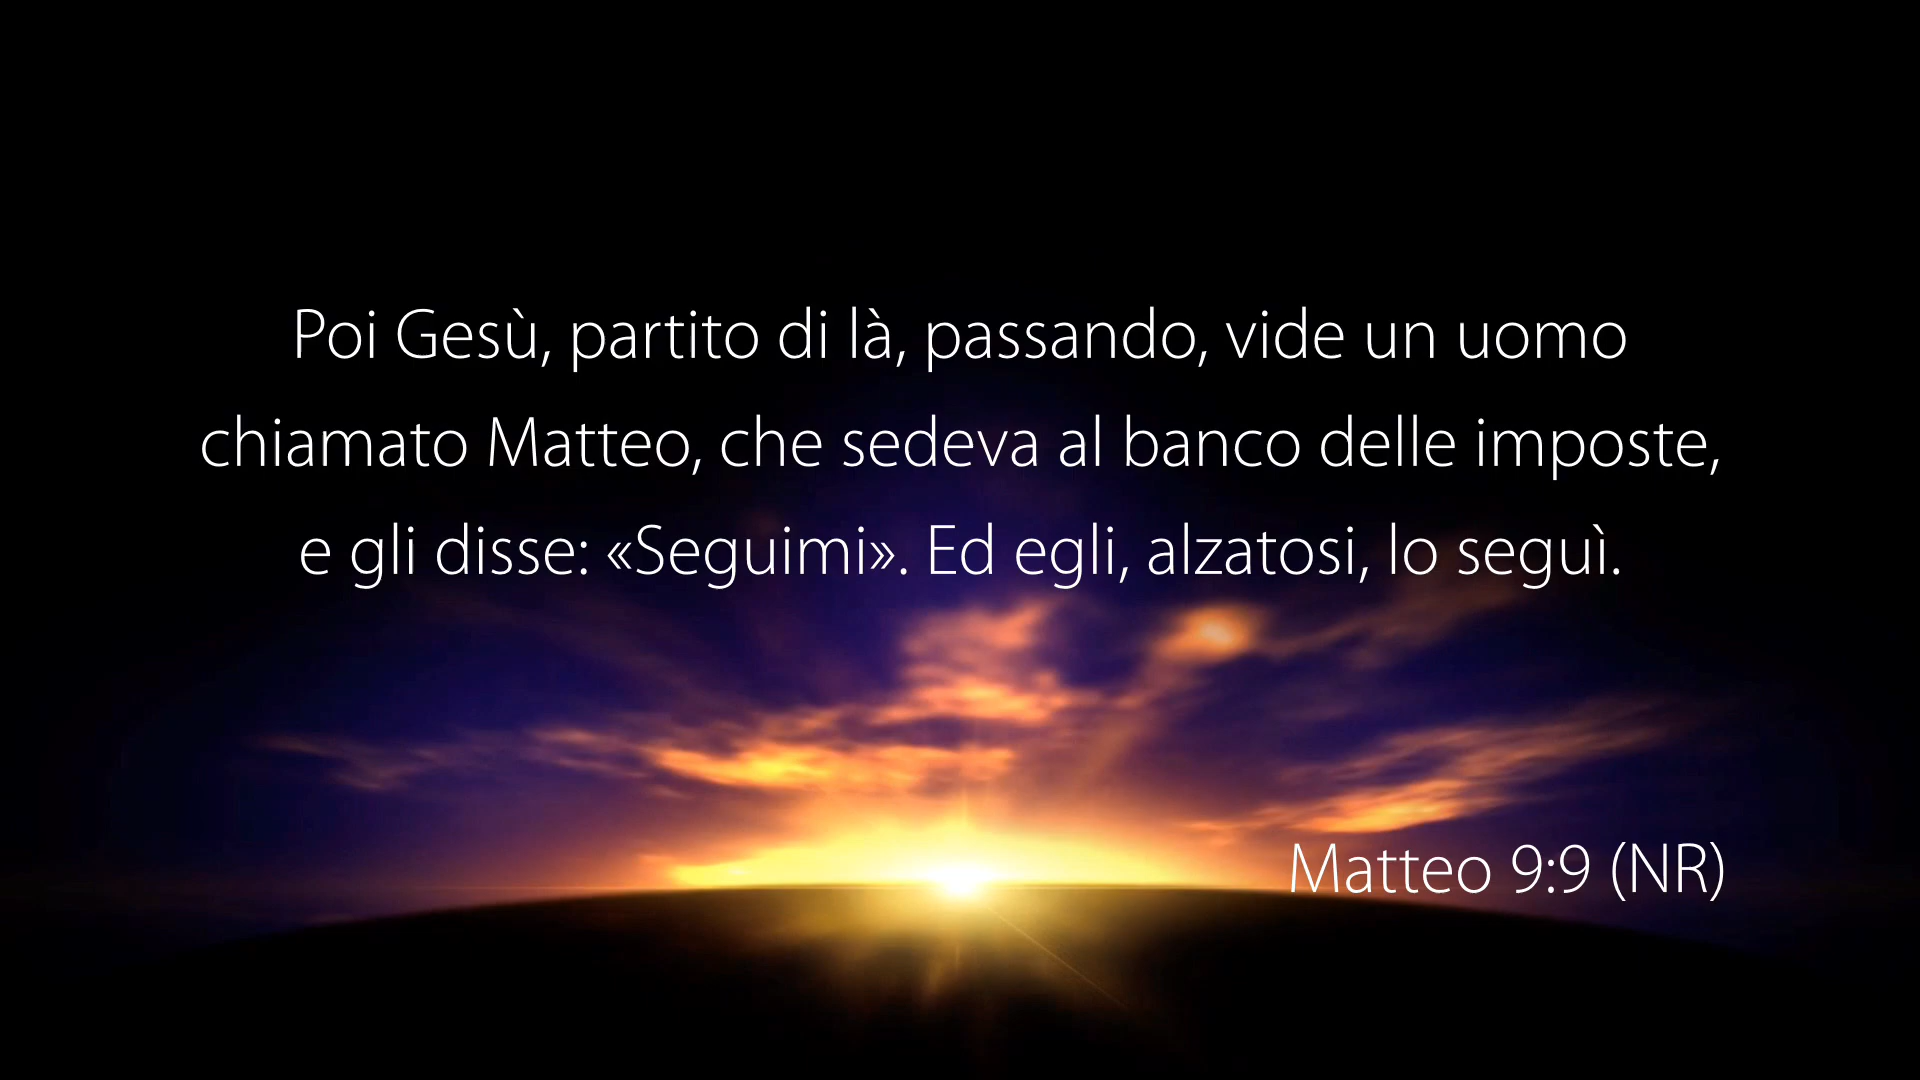 Poi Gesù, partito di là, passando, vide un uomo
chiamato Matteo, che sedeva al banco delle imposte,
e gli disse: «Seguimi». Ed egli, alzatosi, lo seguì.
Matteo 9:9 (NR)